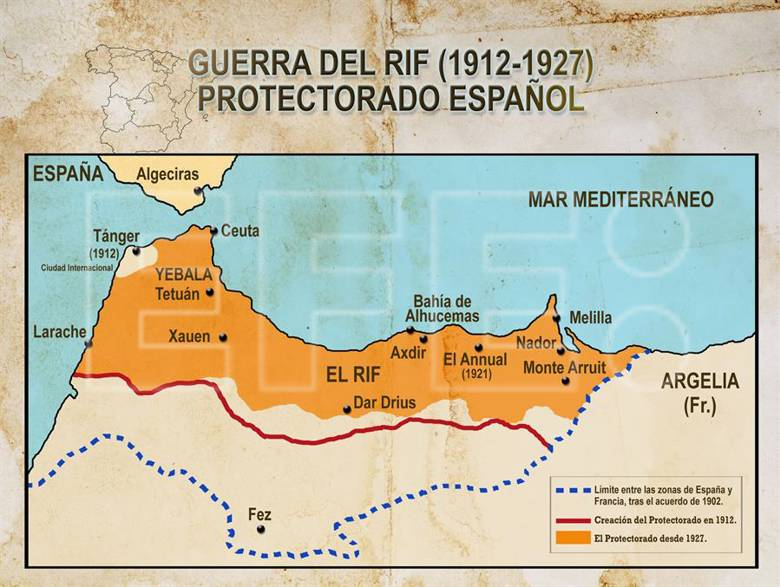 GUERRA DEL RIF (1912-1927)
PROTECTORADO ESPAÑOL
ESPAÑA
Algeciras
MAR MEDITERRÁNEO
Ceuta
Tánger
(1912)
Ciudad Internacional
YEBALA
Tetuán
Larache
Xauen
Bahía de
Alhucemas
Axdir
El Annual
(1921)
Melilla
Nador
Monte Arruit
EL RIF
Dar Drius
ARGELIA
(Fr.)
Fez
Limite entre las zonas de España y
Francia, tras el acuerdo de 1902.
Creación del Protectorado en 1912.
El Protectorado desde 1927.
EFE: